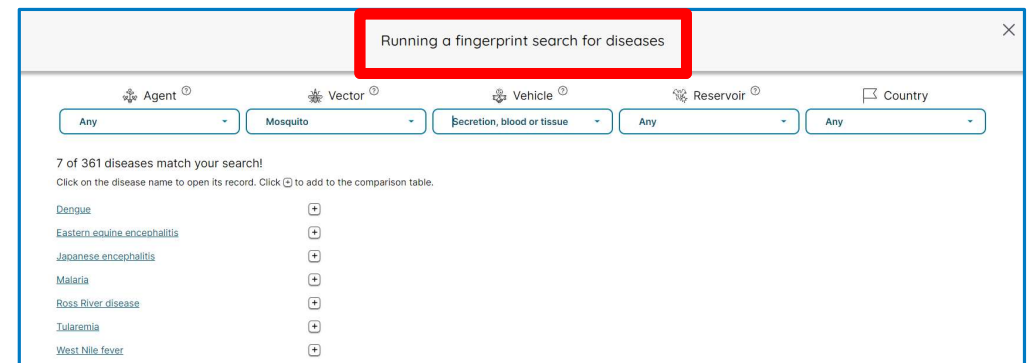 Running a fingerprint search for diseases
Agent Vector Vehicle Reservoir Country
Any Mosquito Secretion, blood or tissue Any Any
7 of 361 diseases match your search!
Click on the disease name to open its record. Click + to add to the comparison table.
Dengue +
Eastern equine encephalitis +
Japanese encephalitis +
Malaria +
Ross River disease +
Tularemia +
West Nile fever +